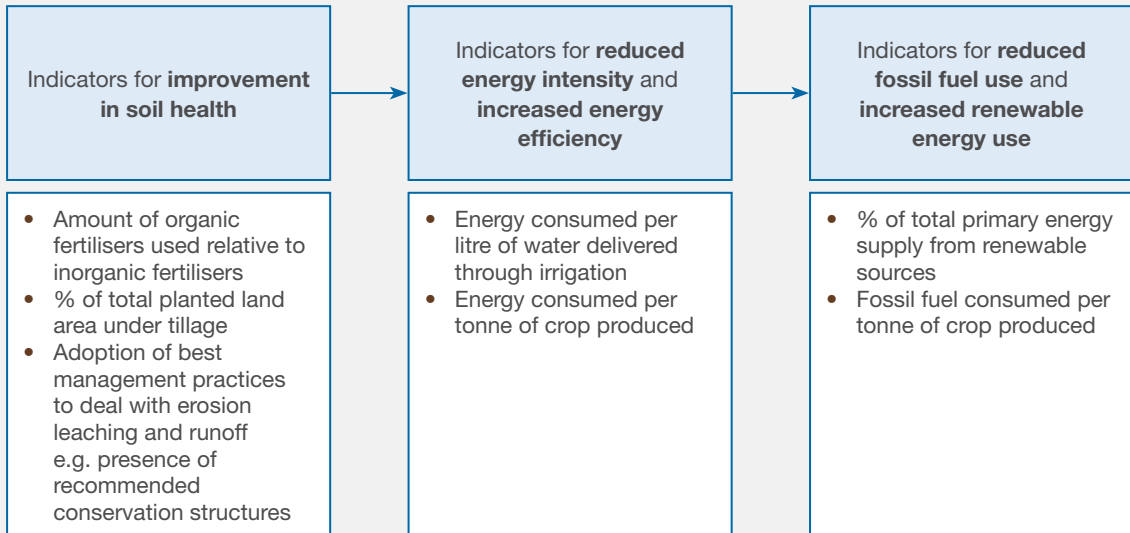 Indicators for improvement
in soil health
Indicators for reduced
energy intensity and
increased energy
efficiency
Indicators for reduced
fossil fuel use and
increased renewable
energy use
• Amount of organic
fertilisers used relative to
inorganic fertilisers
• % of total planted land
area under tillage
• Adoption of best
management practices
to deal with erosion
leaching and runoff
e.g. presence of
recommended
conservation structures
• Energy consumed per
litre of water delivered
through irrigation
• Energy consumed per
tonne of crop produced
• % of total primary energy
supply from renewable
sources
• Fossil fuel consumed per
tonne of crop produced